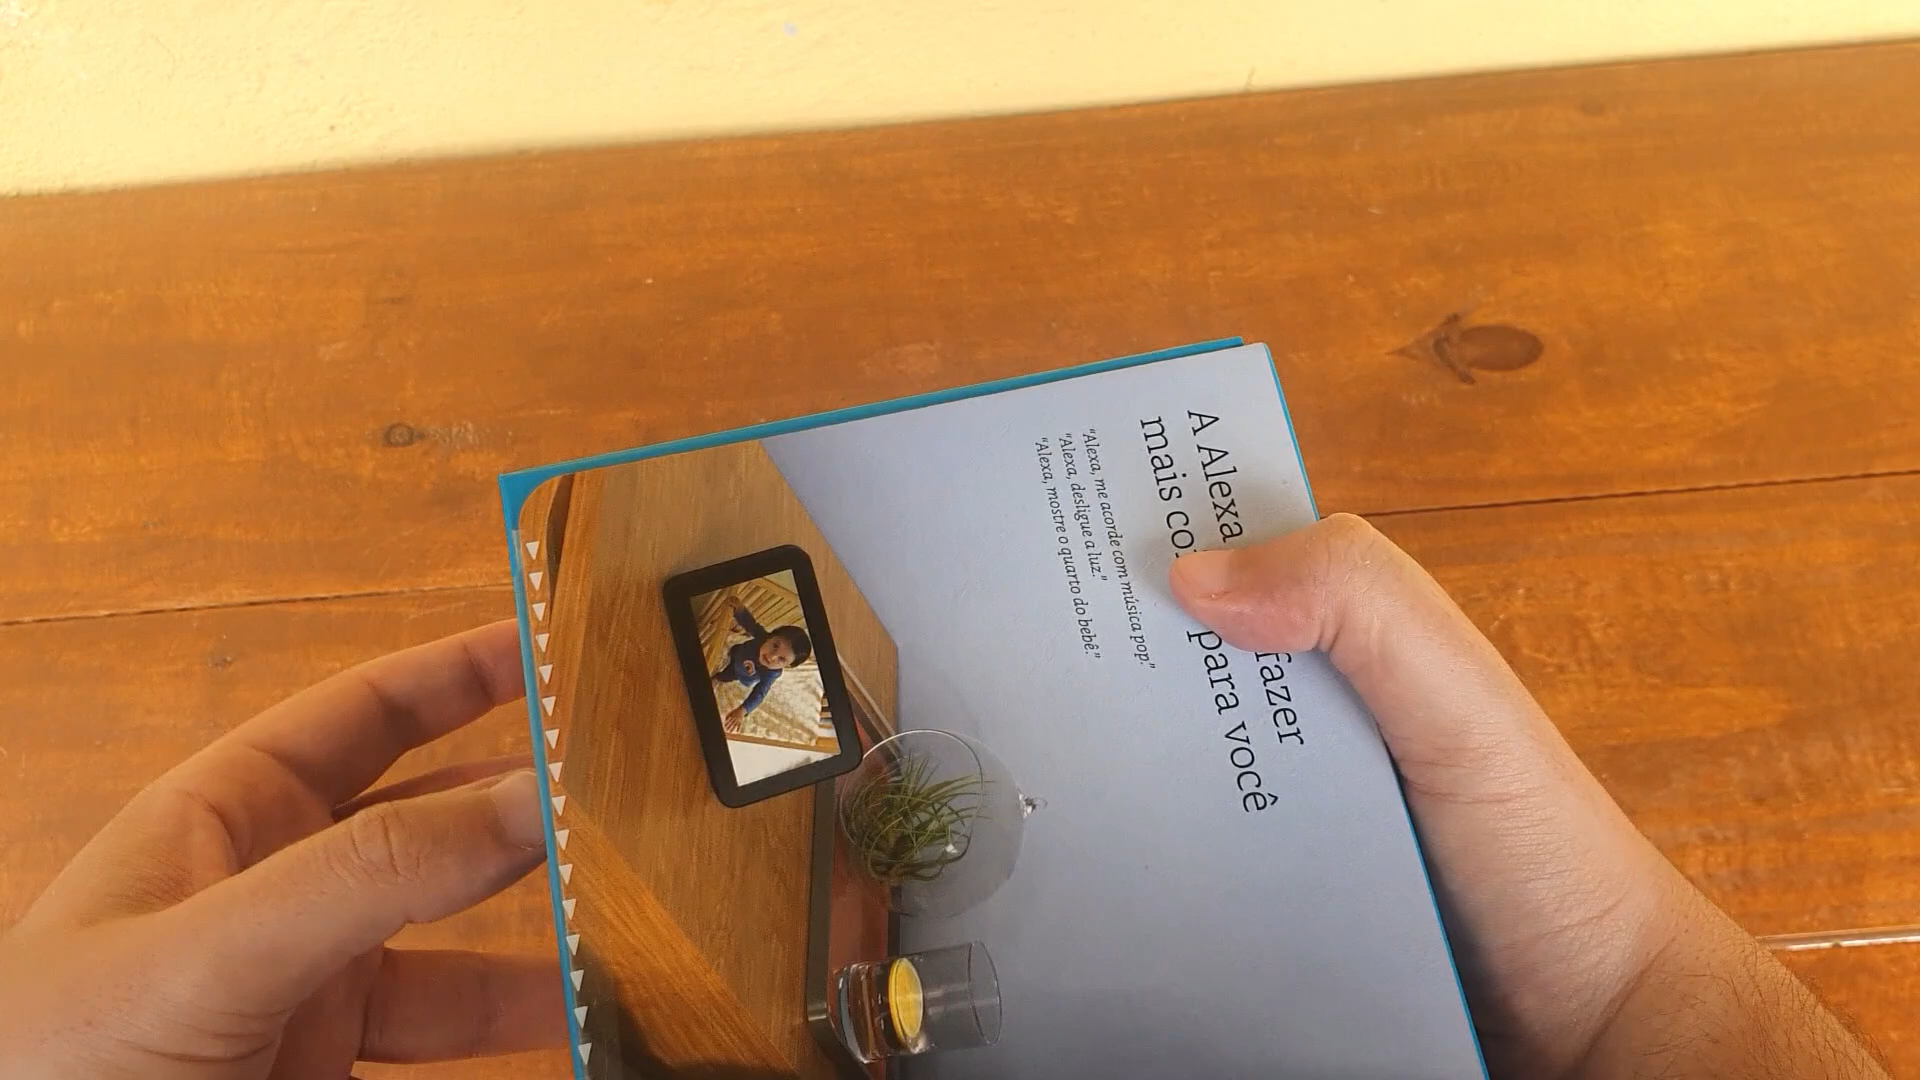 A Alexa fazer
mais para você
“Alexa, me acorde com música pop.”
“Alexa, desligue a luz.”
“Alexa, mostre o quarto do bebê.”